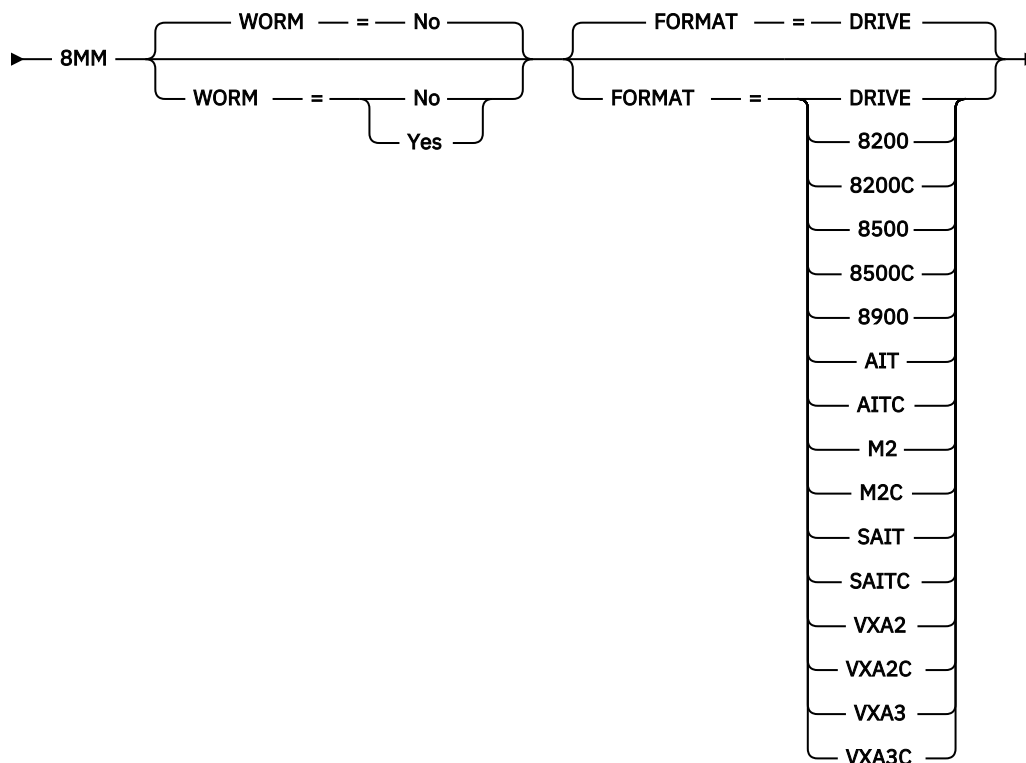 WORM = No FORMAT = DRIVE
8MM
WORM = No FORMAT = DRIVE
Yes 8200
8200C
8500
8500C
8900
AIT
AITC
M2
M2C
SAIT
SAITC
VXA2
VXA2C
VXA3
VXA3C